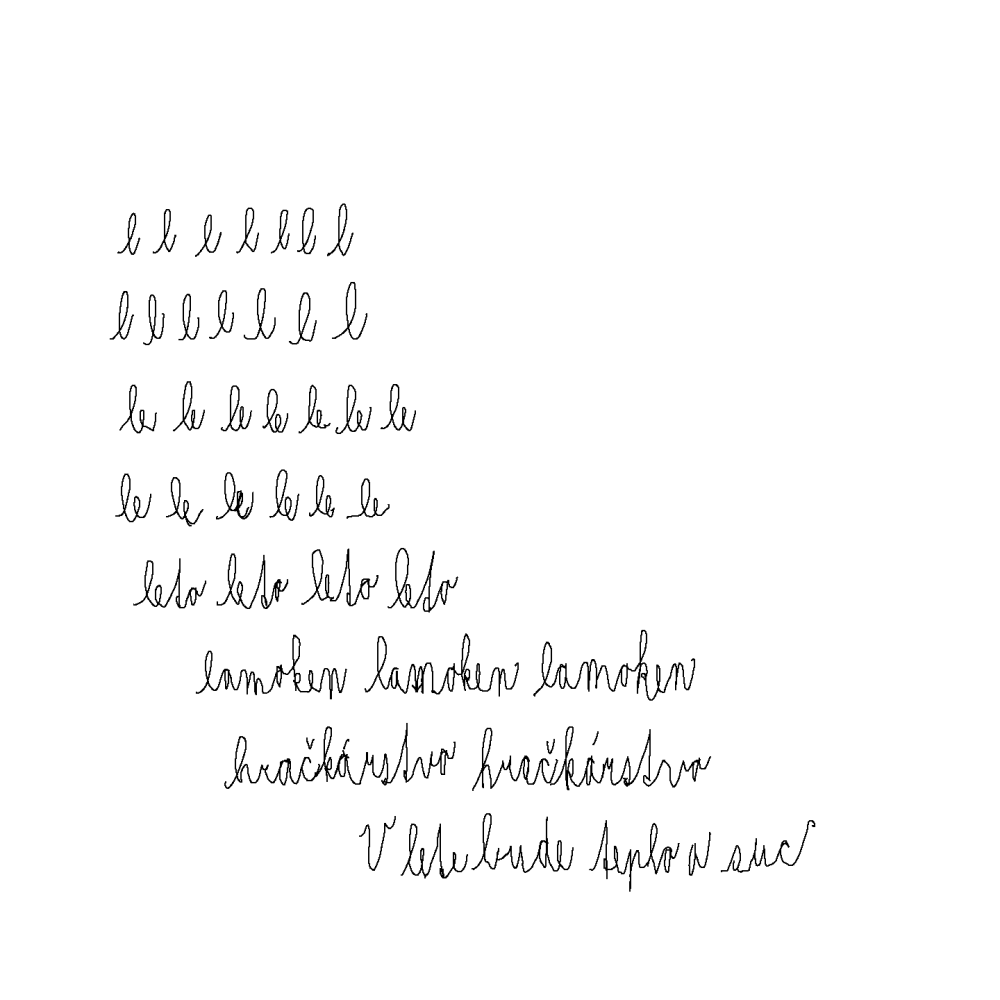 l l l l l l l
l l l l l l l
le le le le le le le
le le le le le le
leto leto leto leto
lamoken lamoken lamoken
hračkárstvo hračkárstvo
V lete bude teplo a suc